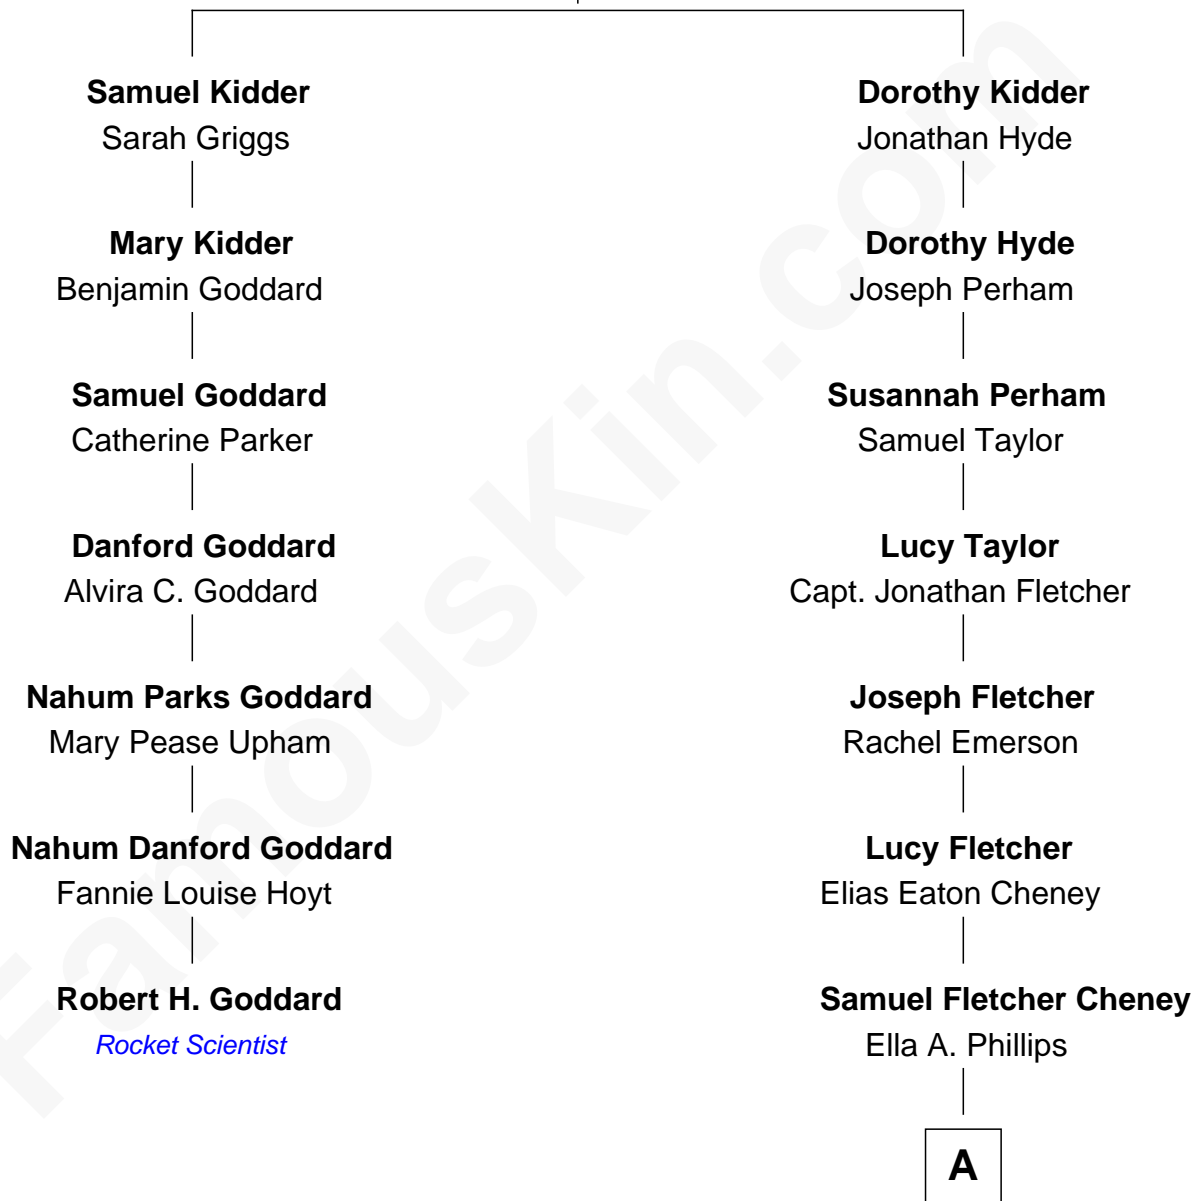 Samuel Kidder
Sarah Griggs
Mary Kidder
Benjamin Goddard
Samuel Goddard
Catherine Parker
Danford Goddard
Alvira C. Goddard
Nahum Parks Goddard
Mary Pease Upham
Nahum Danford Goddard
Fannie Louise Hoyt
Robert H. Goddard
Rocket Scientist
Dorothy Kidder
Jonathan Hyde
Dorothy Hyde
Joseph Perham
Susannah Perham
Samuel Taylor
Lucy Taylor
Capt. Jonathan Fletcher
Joseph Fletcher
Rachel Emerson
Lucy Fletcher
Elias Eaton Cheney
Samuel Fletcher Cheney
Ella A. Phillips
A
FamousKin.com